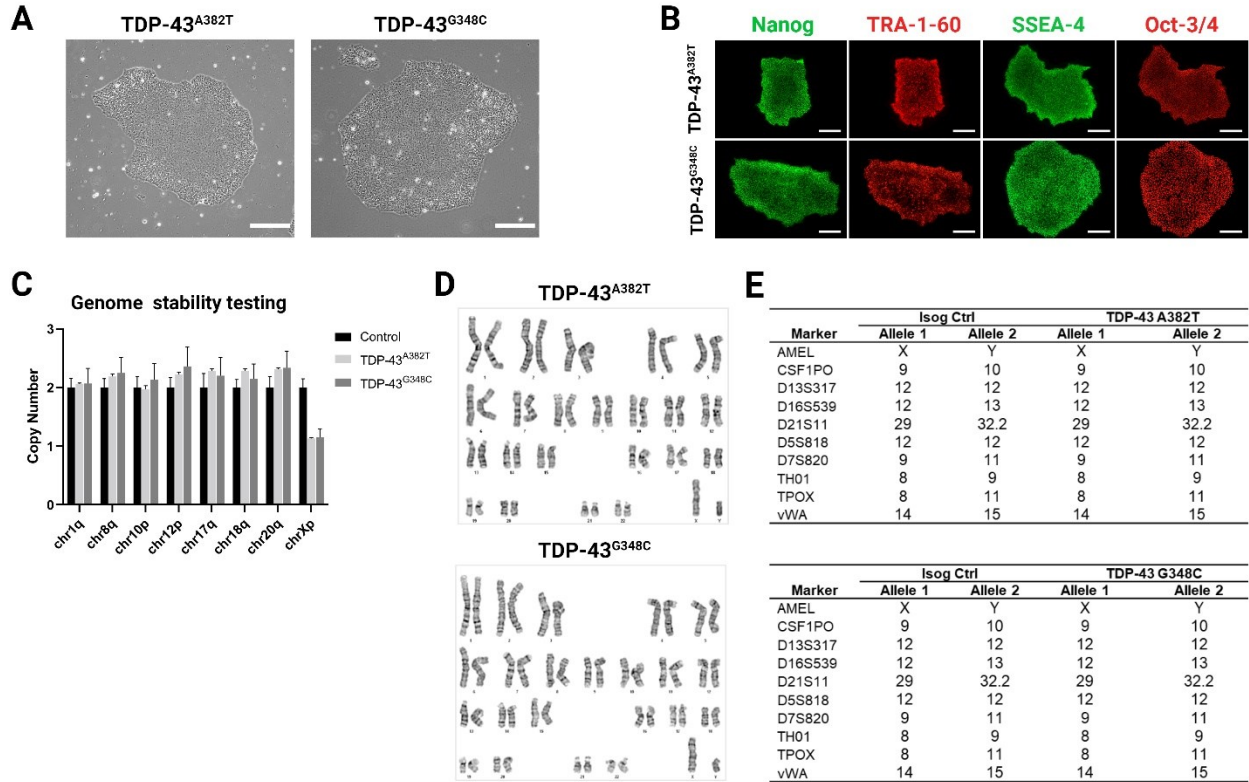 A
TDP-43A382T
TDP-43G348C
B
Nanog
TRA-1-60
SSEA-4
Oct-3/4
TDP-43A382T
TDP-43G348C
C
Genome stability testing
Copy Number
3
2
1
0
Control
TDP-43A382T
TDP-43G348C
chr1q
chr8q
chr10p
chr12p
chr17q
chr18q
chr20q
chrXp
D
TDP-43A382T
TDP-43G348C
E
Isog Ctrl TDP-43 A382T
Marker Allele 1 Allele 2 Allele 1 Allele 2
AMEL X Y X Y
CSF1PO 9 10 9 10
D13S317 12 12 12 12
D16S539 12 13 12 13
D21S11 29 32.2 29 32.2
D5S818 12 12 12 12
D7S820 9 11 9 11
TH01 8 9 8 9
TPOX 8 11 8 11
vWA 14 15 14 15
Isog Ctrl TDP-43 G348C
Marker Allele 1 Allele 2 Allele 1 Allele 2
AMEL X Y X Y
CSF1PO 9 10 9 10
D13S317 12 12 12 12
D16S539 12 13 12 13
D21S11 29 32.2 29 32.2
D5S818 12 12 12 12
D7S820 9 11 9 11
TH01 8 9 8 9
TPOX 8 11 8 11
vWA 14 15 14 15